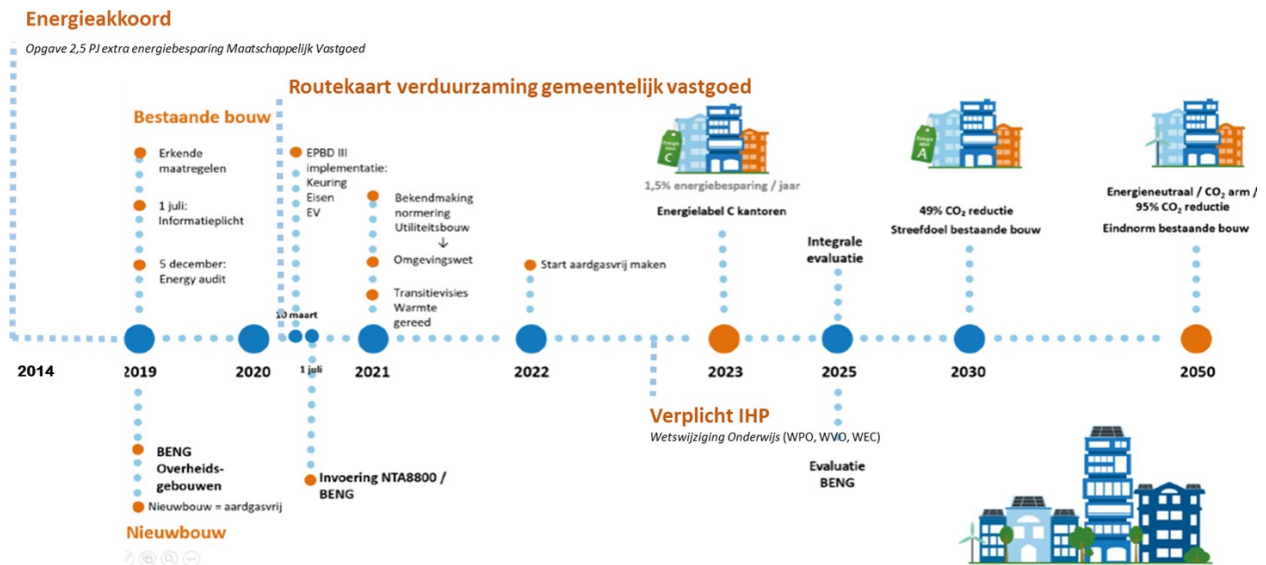 Energieakkoord
Opgave 2,5 PJ extra energiebesparing Maatschappelijk Vastgoed
Routekaart verduurzaming gemeentelijk vastgoed
Bestaande bouw
Erkende
maatregelen
1 juli:
Informatieplicht
5 december:
Energy audit
EPBD III
implementatie:
Keuring
Eisen
EV
Bekendmaking
normering
Utiliteitsbouw
↓
Omgevingswet
Transitievisies
Warmte
gereed
Start aardgasvrij maken
C
1,5% energiebesparing / jaar
Energielabel C kantoren
Integrale
evaluatie
A
49% CO₂ reductie
Streefdoel bestaande bouw
Energieneutraal / CO₂ arm /
95% CO₂ reductie
Eindnorm bestaande bouw
10 maart
2014
2019
2020
1 juli
2021
2022
2023
2025
2030
2050
BENG
Overheids-
gebouwen
Nieuwbouw = aardgasvrij
Nieuwbouw
Invoering NTA8800 /
BENG
Verplicht IHP
Wetswijziging Onderwijs (WPO, WVO, WEC)
Evaluatie
BENG